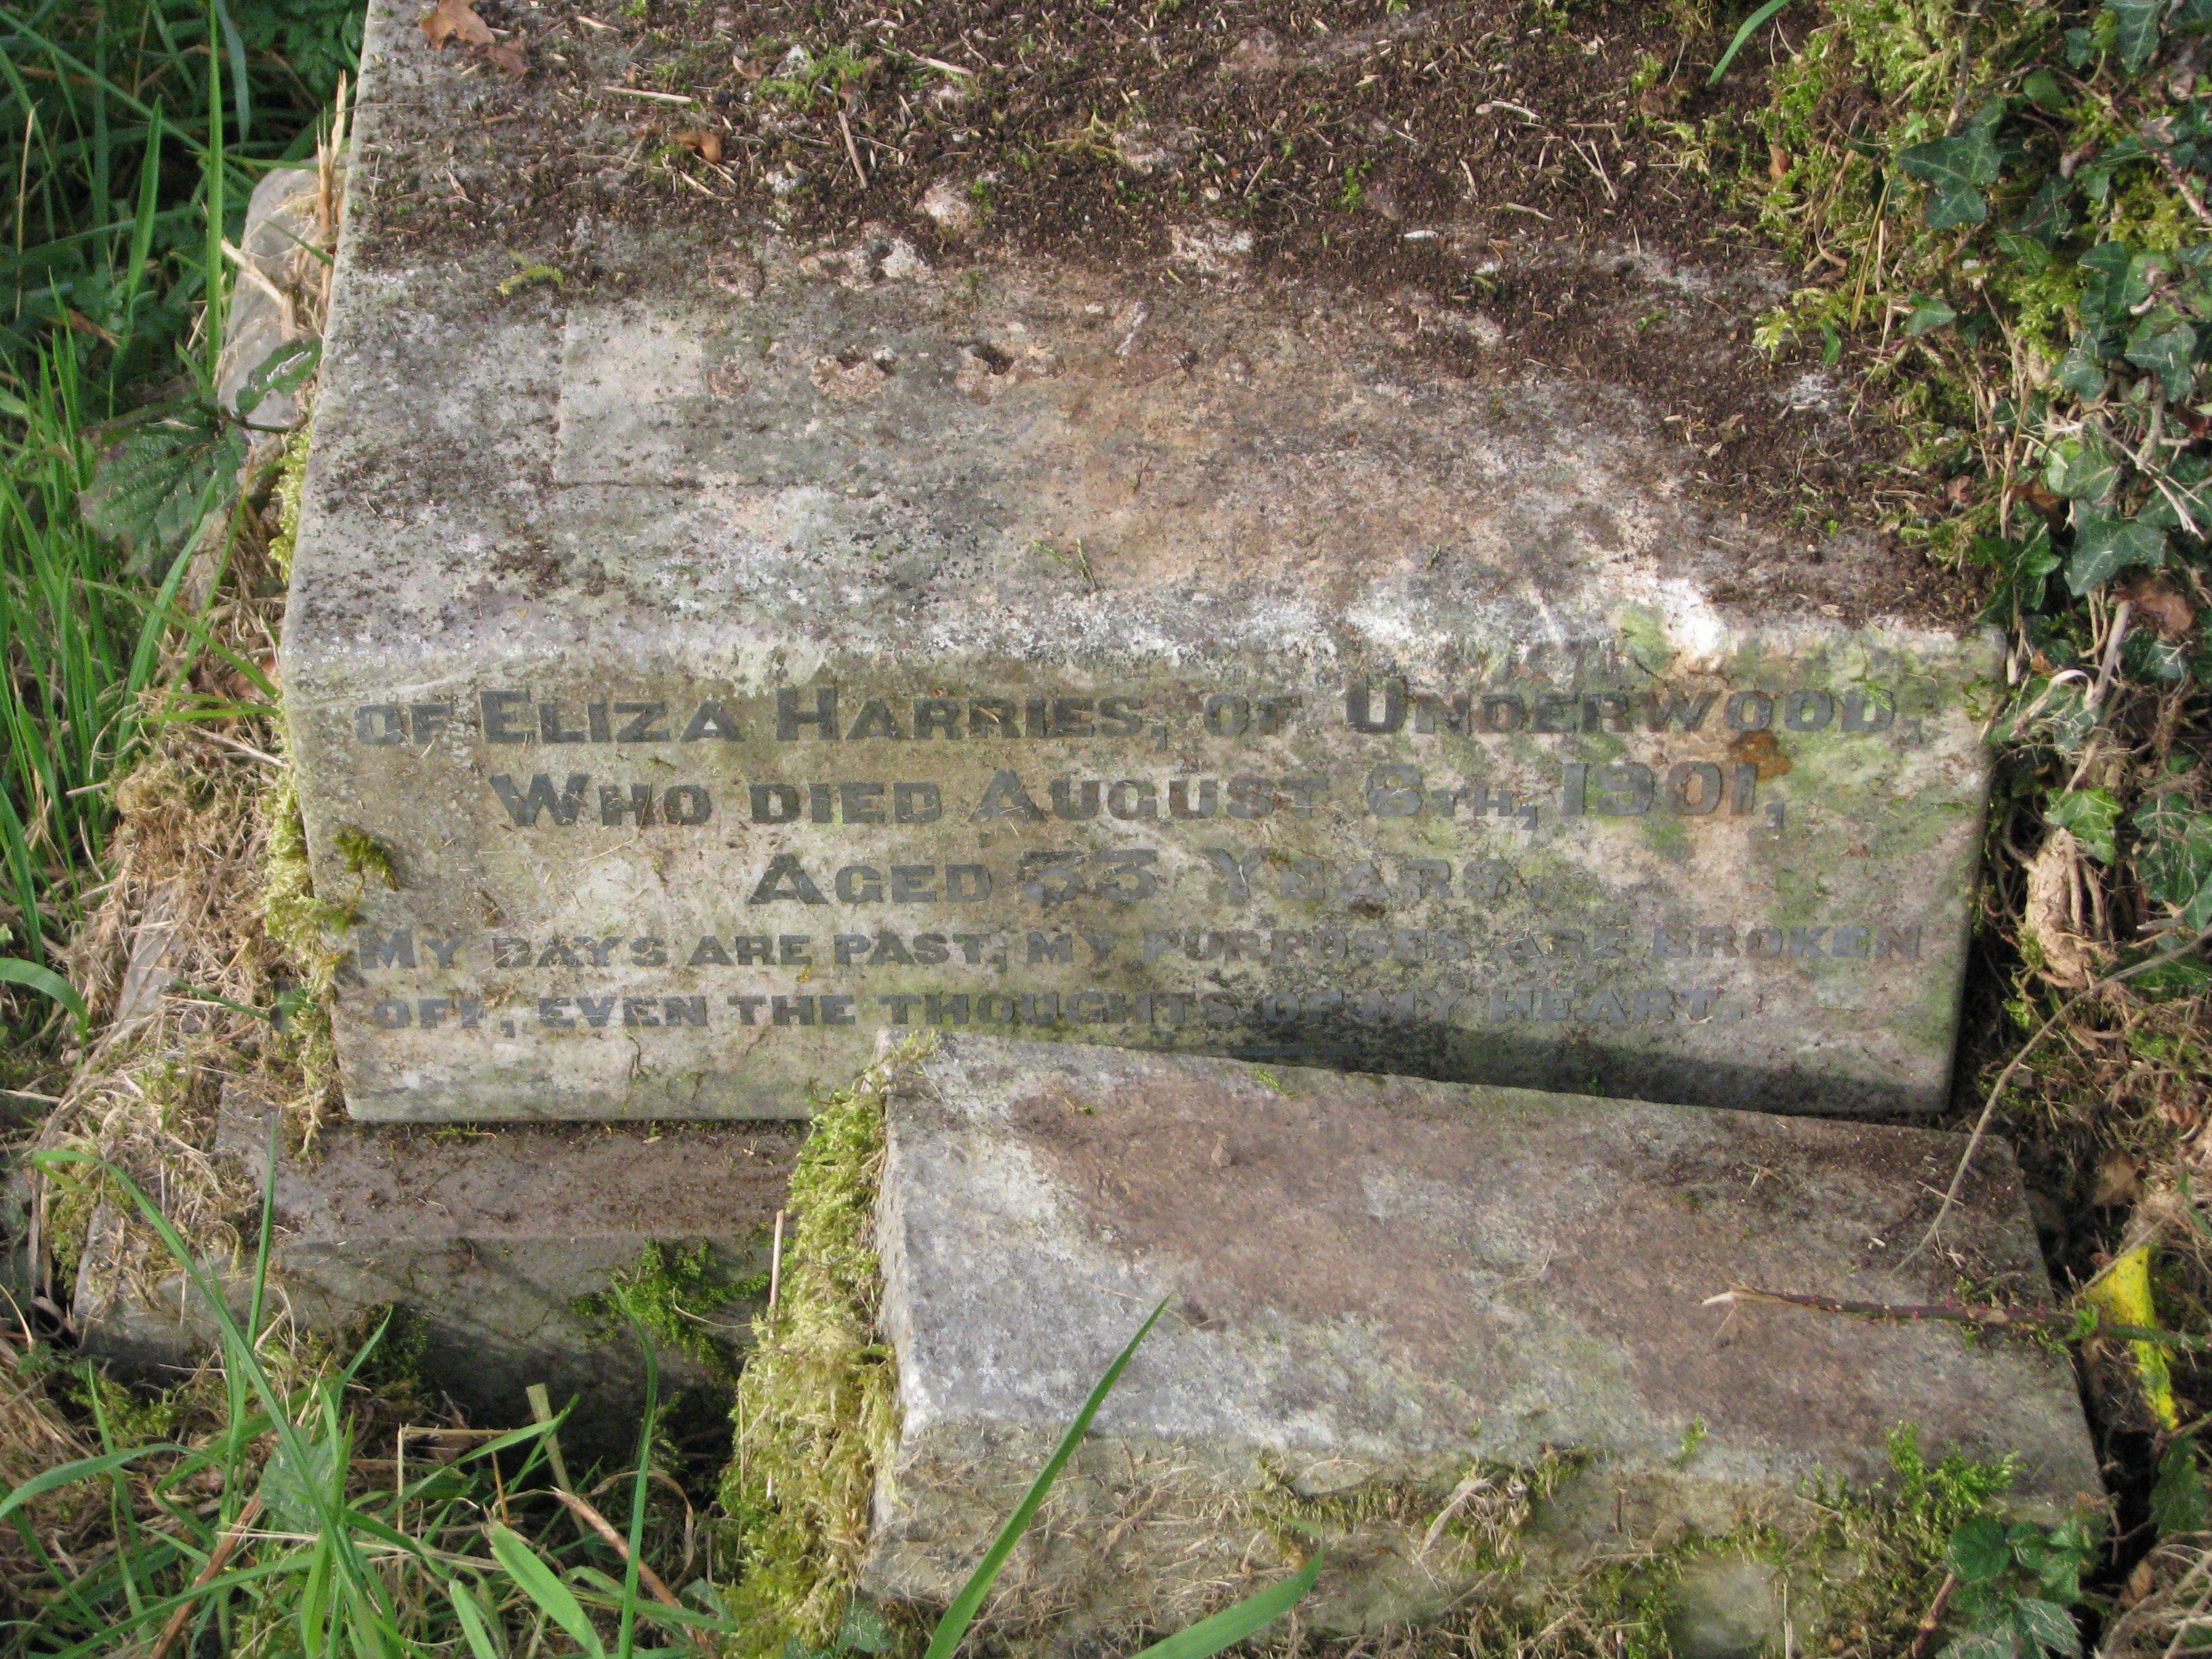 OF ELIZA HARRIES, OF UNDERWOOD,
WHO DIED AUGUST 8TH, 1901,
AGED 53 YEARS.
MY DAYS ARE PAST, MY PURPOSES ARE BROKEN
OFF, EVEN THE THOUGHTS OF MY HEART.